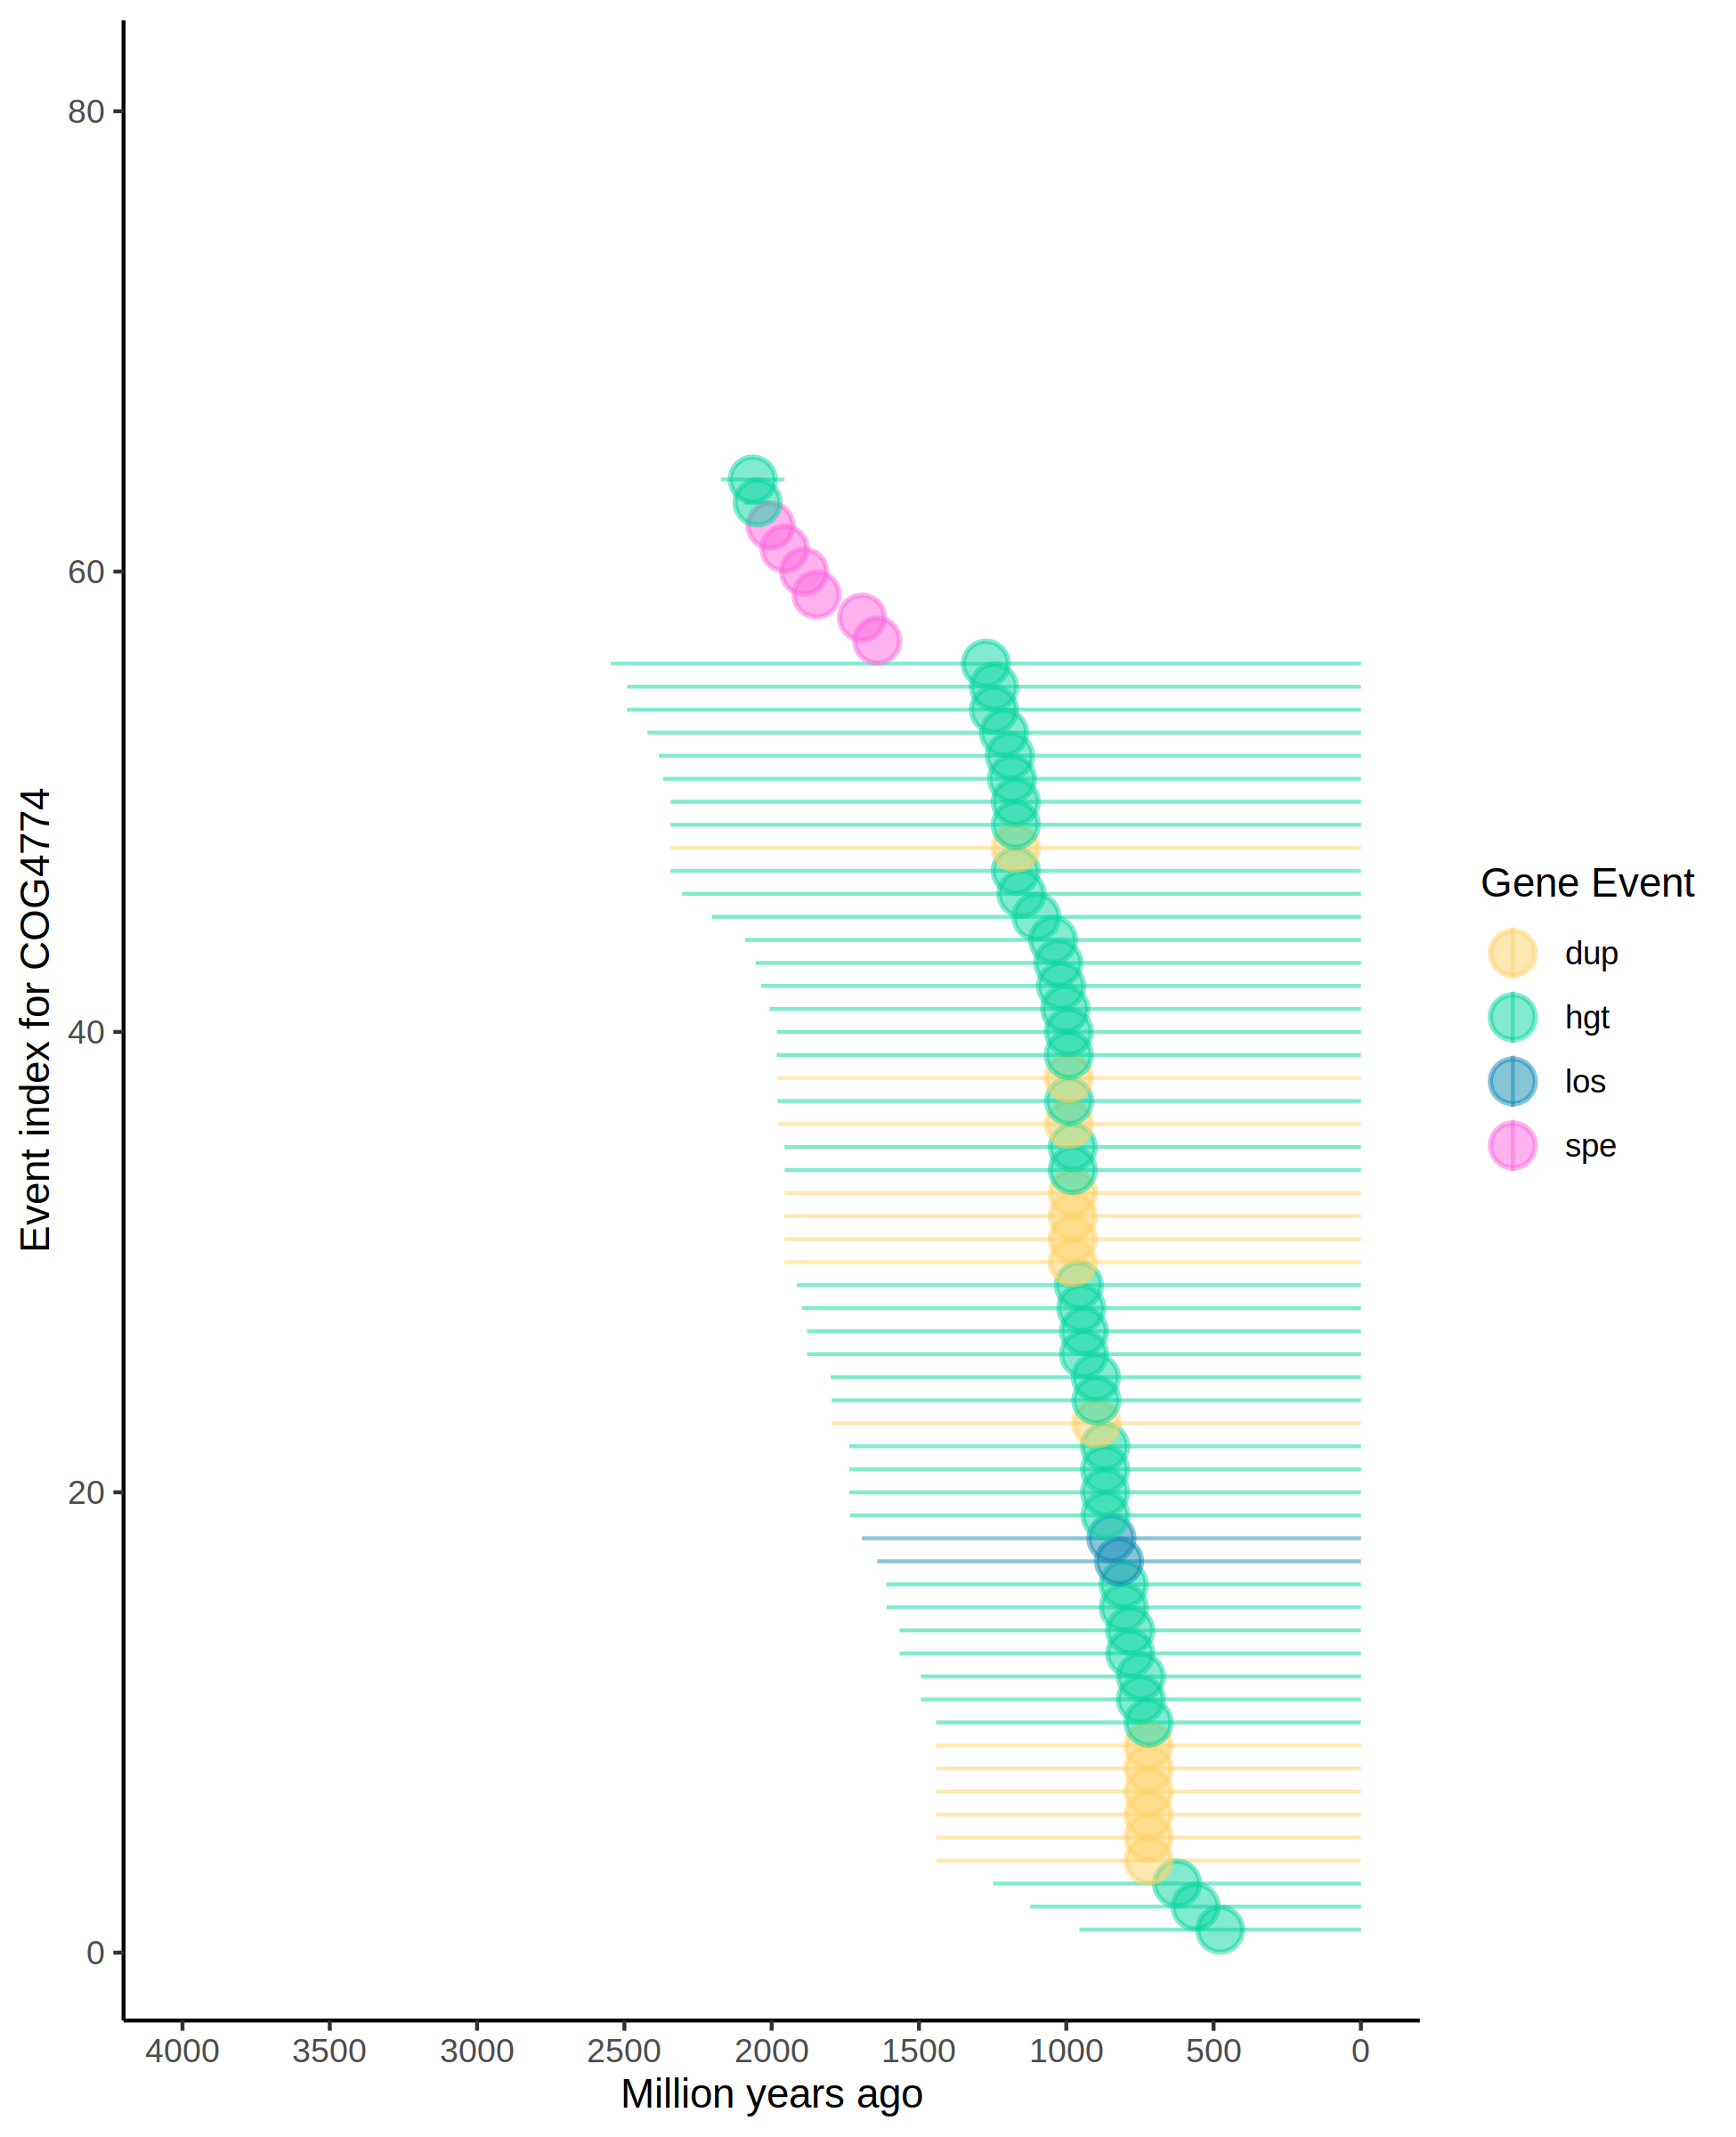 80
60
40
20
0
Event index for COG4774
4000 3500 3000 2500 2000 1500 1000 500 0
Million years ago
Gene Event
dup
hgt
los
spe